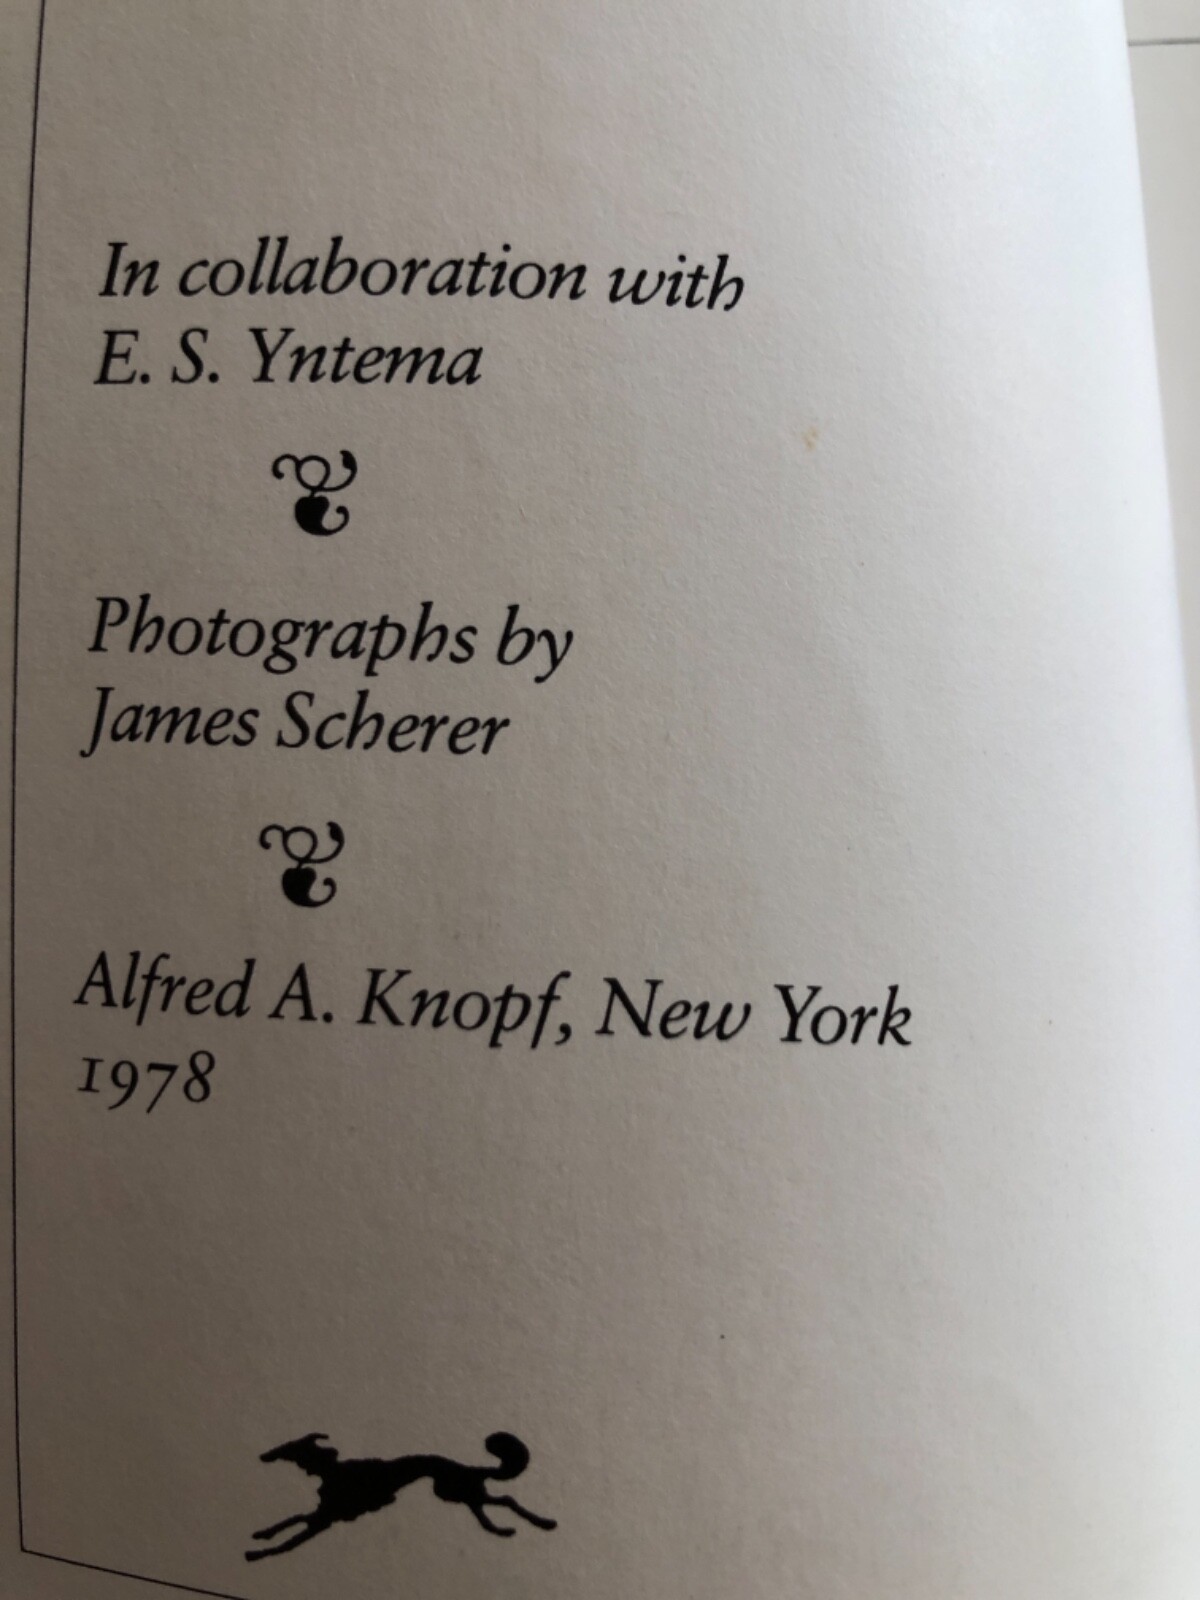 In collaboration with
E. S. Yntema
Photographs by
James Scherer
Alfred A. Knopf, New York
1978